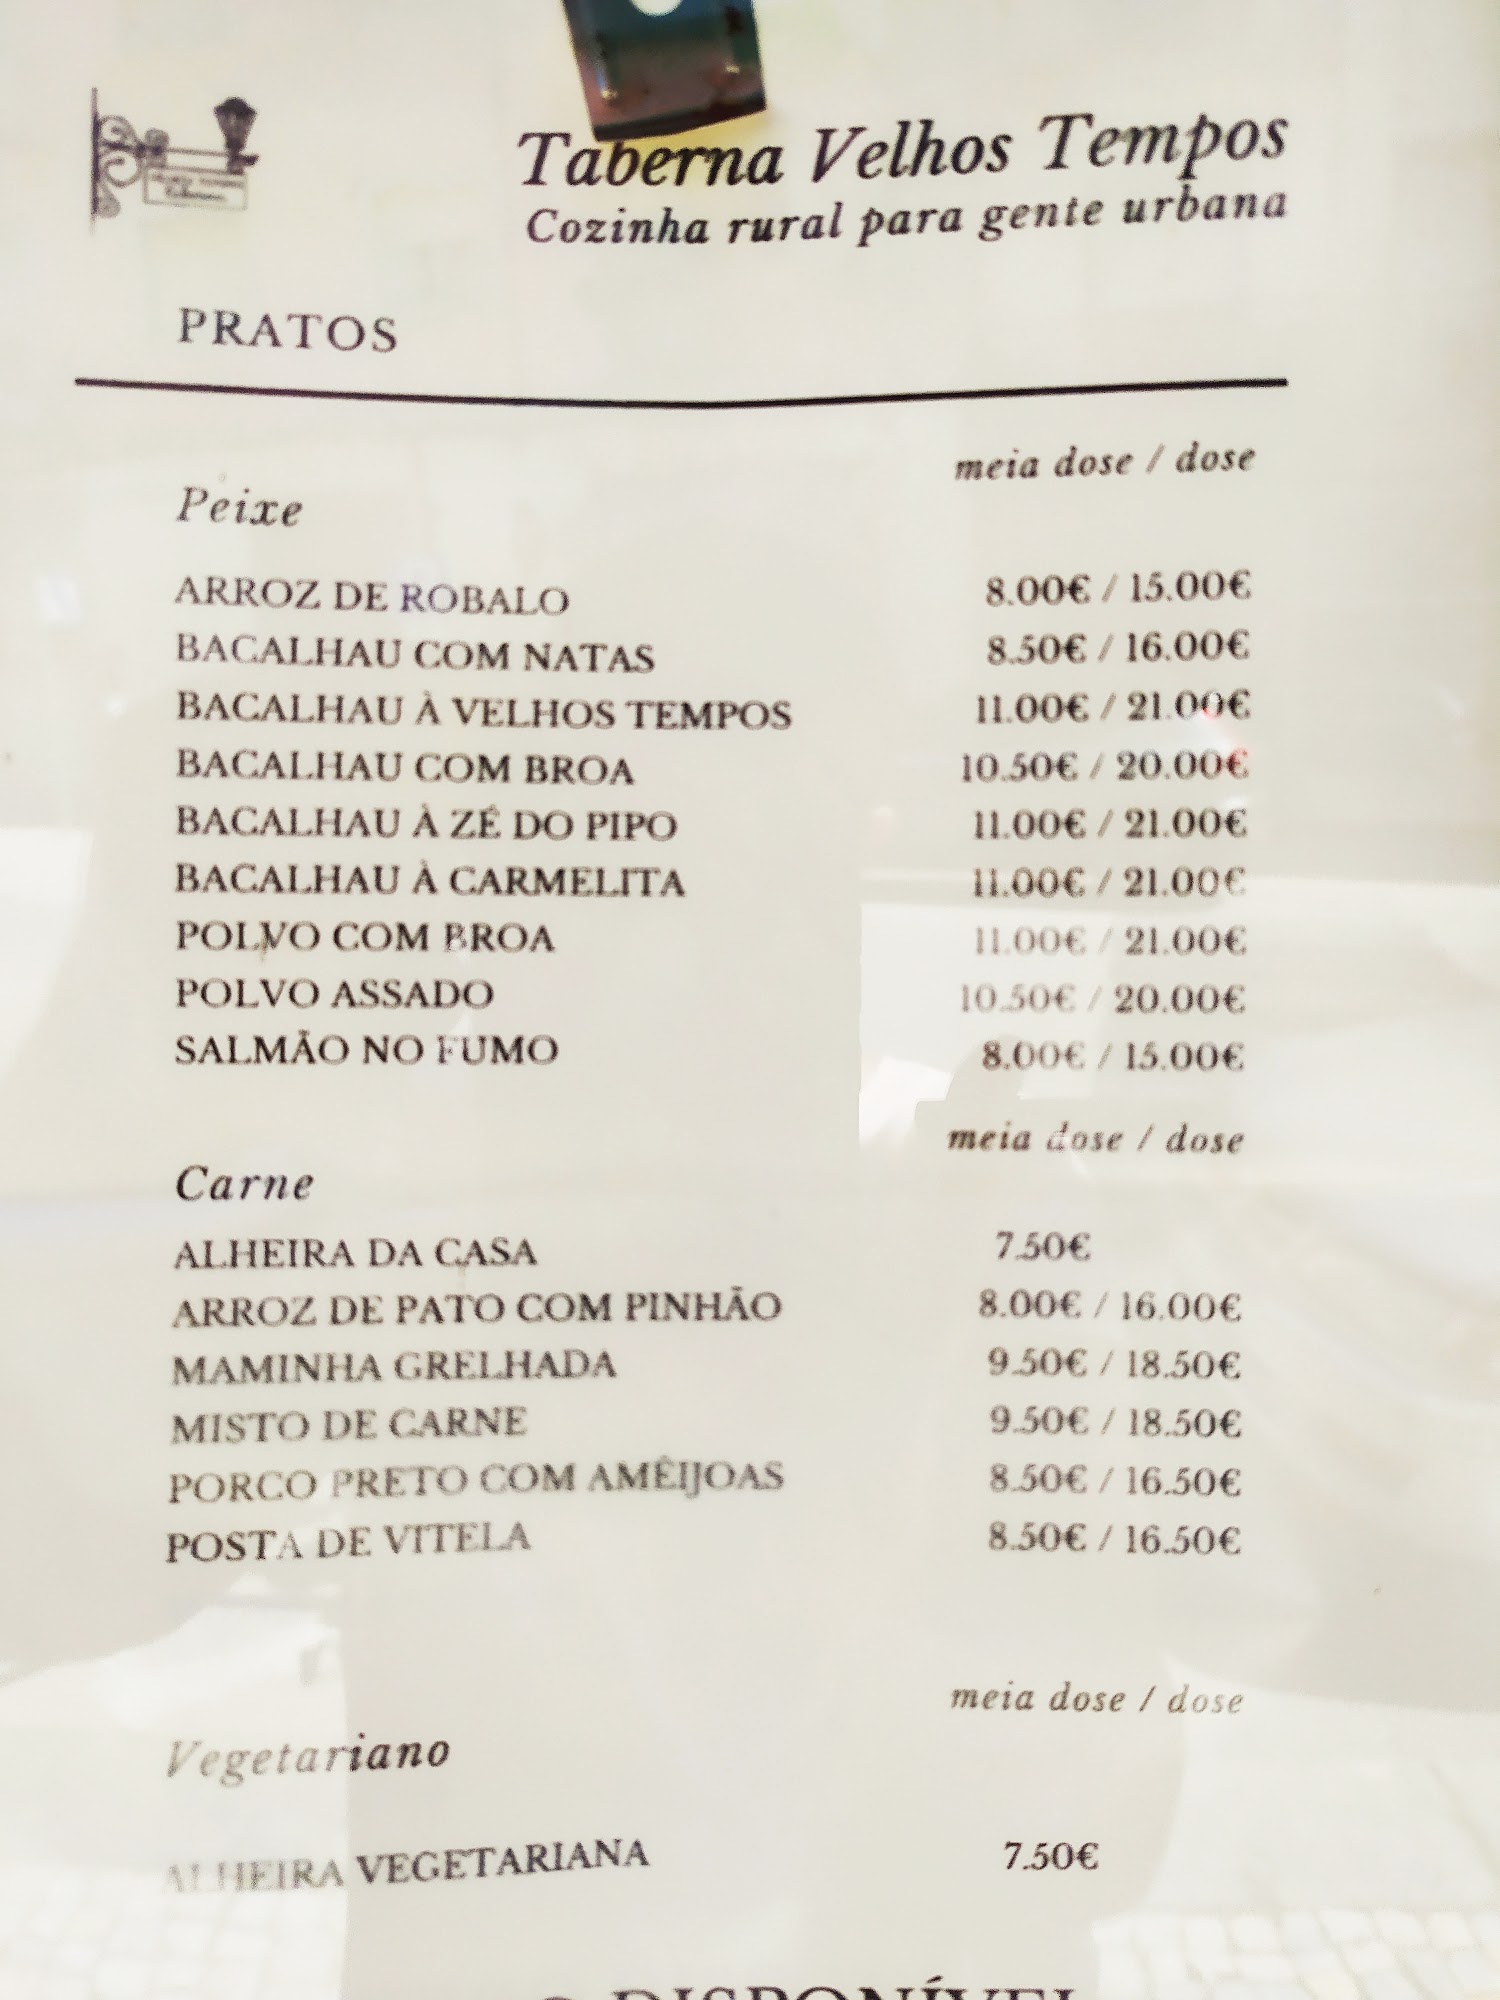 Taberna Velhos Tempos
Cozinha rural para gente urbana
PRATOS
meia dose / dose
Peixe
ARROZ DE ROBALO 8.00€ / 15.00€
BACALHAU COM NATAS 8.50€ / 16.00€
BACALHAU À VELHOS TEMPOS 11.00€ / 21.00€
BACALHAU COM BROA 10.50€ / 20.00€
BACALHAU À ZÉ DO PIPO 11.00€ / 21.00€
BACALHAU À CARMELITA 11.00€ / 21.00€
POLVO COM BROA 11.00€ / 21.00€
POLVO ASSADO 10.50€ / 20.00€
SALMÃO NO FUMO 8.00€ / 15.00€
meia dose / dose
Carne
ALHEIRA DA CASA 7.50€
ARROZ DE PATO COM PINHÃO 8.00€ / 16.00€
MAMINHA GRELHADA 9.50€ / 18.50€
MISTO DE CARNE 9.50€ / 18.50€
PORCO PRETO COM AMÊIJOAS 8.50€ / 16.50€
POSTA DE VITELA 8.50€ / 16.50€
meia dose / dose
Vegetariano
ALHEIRA VEGETARIANA 7.50€
DISPONÍVEL